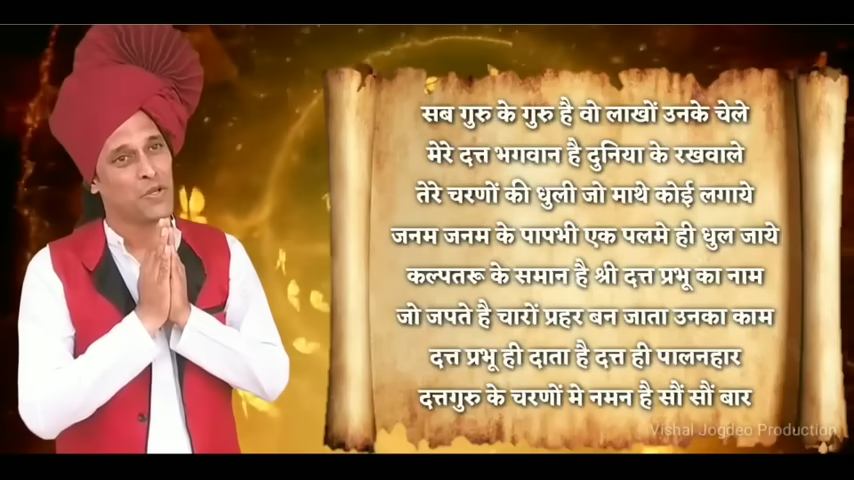 सब गुरु के गुरु है वो लाखों उनके चेले
मेरे दत्त भगवान है दुनिया के रखवाले
तेरे चरणों की धुली जो माथे कोई लगाये
जनम जनम के पापभी एक पलमे ही धुल जाये
कल्पतरू के समान है श्री दत्त प्रभू का नाम
जो जपते है चारों प्रहर बन जाता उनका काम
दत्त प्रभू ही दाता है दत्त ही पालनहार
दत्तगुरु के चरणों मे नमन है सौं सौं बार
Vishal Jogdeo Production